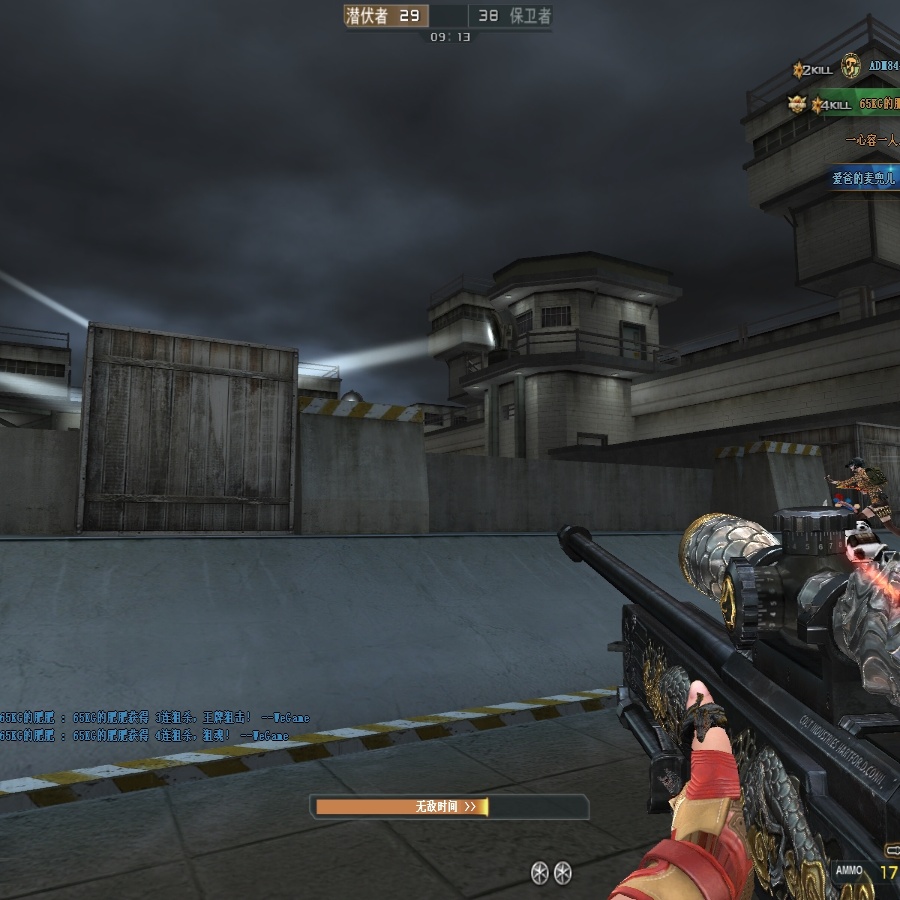 潜伏者 29 38 保卫者
09:13
2KILL ADM84
4KILL 65KG的肥
一心容一人
爱爸的麦兜儿
65KG的肥肥 : 65KG的肥肥获得 3连狙杀,王牌狙击! --WeGame
65KG的肥肥 : 65KG的肥肥获得 4连狙杀,狙魂! --WeGame
无敌时间 >>
COLT INDUSTRIES HARTFORD.CONN
AMMO 17